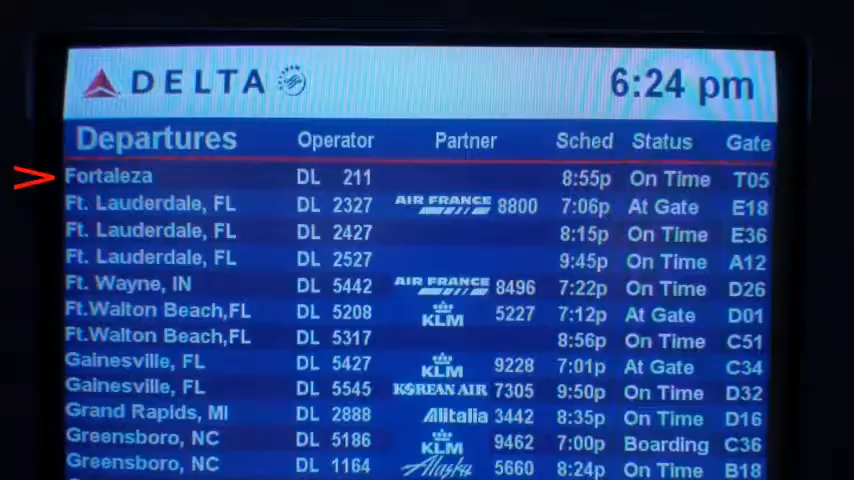 DELTA 6:24 pm
Departures Operator Partner Sched Status Gate
> Fortaleza DL 211 8:55p On Time T05
Ft. Lauderdale, FL DL 2327 AIR FRANCE 8800 7:06p At Gate E18
Ft. Lauderdale, FL DL 2427 8:15p On Time E36
Ft. Lauderdale, FL DL 2527 9:45p On Time A12
Ft. Wayne, IN DL 5442 AIR FRANCE 8496 7:22p On Time D26
Ft.Walton Beach,FL DL 5208 KLM 5227 7:12p At Gate D01
Ft.Walton Beach,FL DL 5317 8:56p On Time C51
Gainesville, FL DL 5427 KLM 9228 7:01p At Gate C34
Gainesville, FL DL 5545 KOREAN AIR 7305 9:50p On Time D32
Grand Rapids, MI DL 2888 Alitalia 3442 8:35p On Time D16
Greensboro, NC DL 5186 KLM 9462 7:00p Boarding C36
Greensboro, NC DL 1164 Alaska 5660 8:24p On Time B18